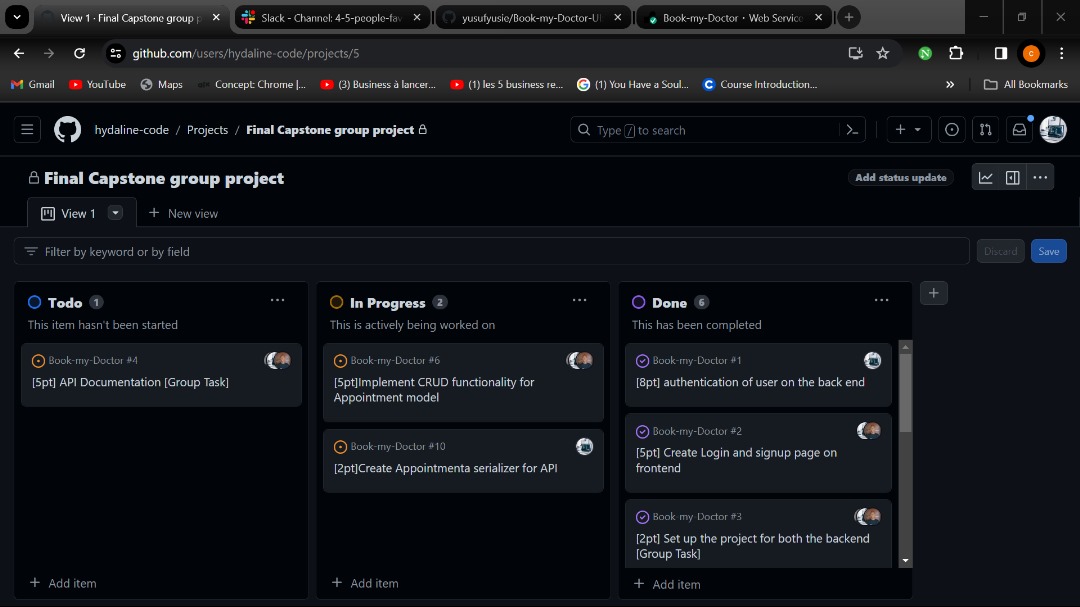 View 1 · Final Capstone group p
Slack - Channel: 4-5-people-fav
yusufyusie/Book-my-Doctor-UI
Book-my-Doctor · Web Service
github.com/users/hydaline-code/projects/5
C
Gmail
YouTube
Maps
Concept: Chrome |...
(3) Business à lancer...
(1) les 5 business re...
(1) You Have a Soul...
Course Introduction...
»
All Bookmarks
hydaline-code / Projects / Final Capstone group project
Type / to search
Final Capstone group project
Add status update
View 1
New view
Filter by keyword or by field
Discard
Save
Todo 1
This item hasn't been started
Book-my-Doctor #4
[5pt] API Documentation [Group Task]
Add item
In Progress 2
This is actively being worked on
Book-my-Doctor #6
[5pt]Implement CRUD functionality for
Appointment model
Book-my-Doctor #10
[2pt]Create Appointmenta serializer for API
Add item
Done 6
This has been completed
Book-my-Doctor #1
[8pt] authentication of user on the back end
Book-my-Doctor #2
[5pt] Create Login and signup page on
frontend
Book-my-Doctor #3
[2pt] Set up the project for both the backend
[Group Task]
Add item